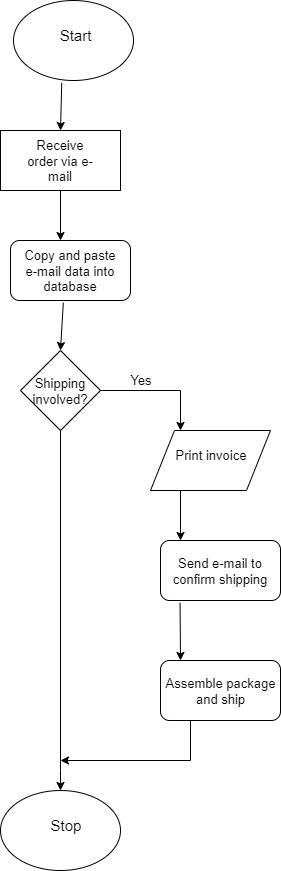 Start
Receive
order via e-
mail
Copy and paste
e-mail data into
database
Shipping
involved?
Yes
Print invoice
Send e-mail to
confirm shipping
Assemble package
and ship
Stop